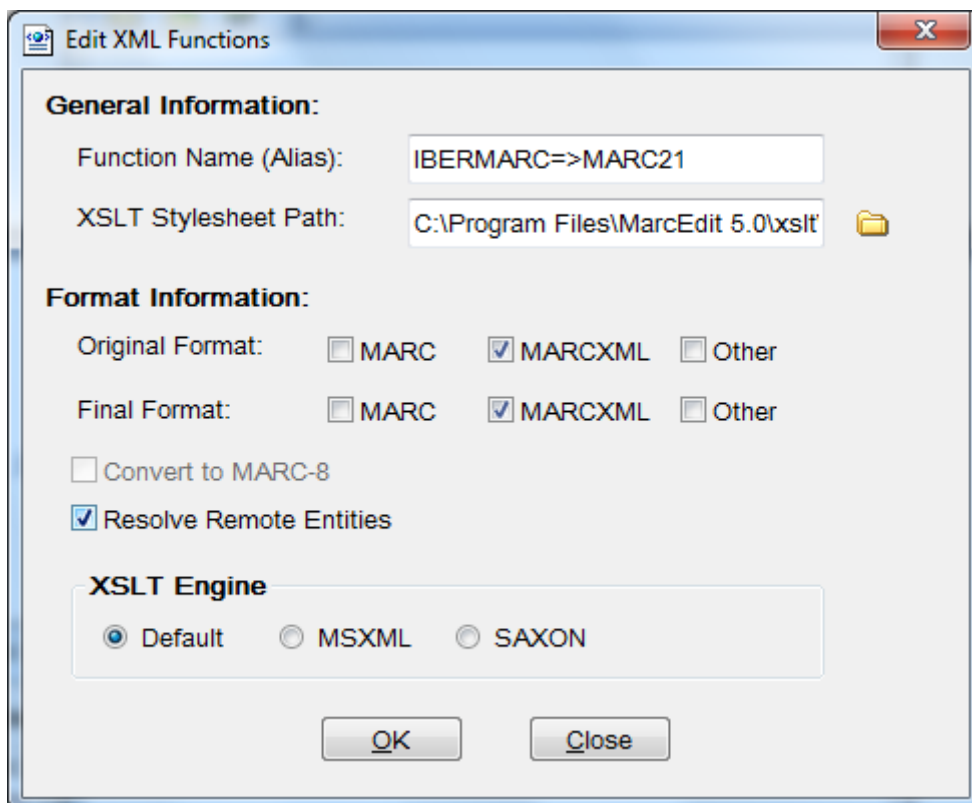 Edit XML Functions
General Information:
Function Name (Alias): IBERMARC=>MARC21
XSLT Stylesheet Path: C:\Program Files\MarcEdit 5.0\xslt\
Format Information:
Original Format: MARC MARCXML Other
Final Format: MARC MARCXML Other
Convert to MARC-8
Resolve Remote Entities
XSLT Engine
Default MSXML SAXON
OK Close